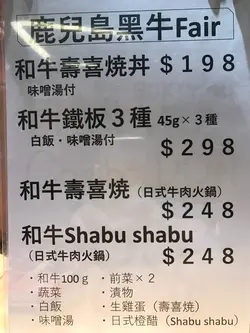 鹿兒島黑牛Fair
和牛壽喜燒丼 $198
味噌湯付
和牛鐵板3種 45g×3種
白飯・味噌湯付
$298
和牛壽喜燒 (日式牛肉火鍋)
$248
和牛Shabu shabu
(日式牛肉火鍋) $248
・和牛100g ・前菜×2
・蔬菜 ・漬物
・白飯 ・生雞蛋(壽喜燒)
・味噌湯 ・日式橙醋(Shabu shabu)